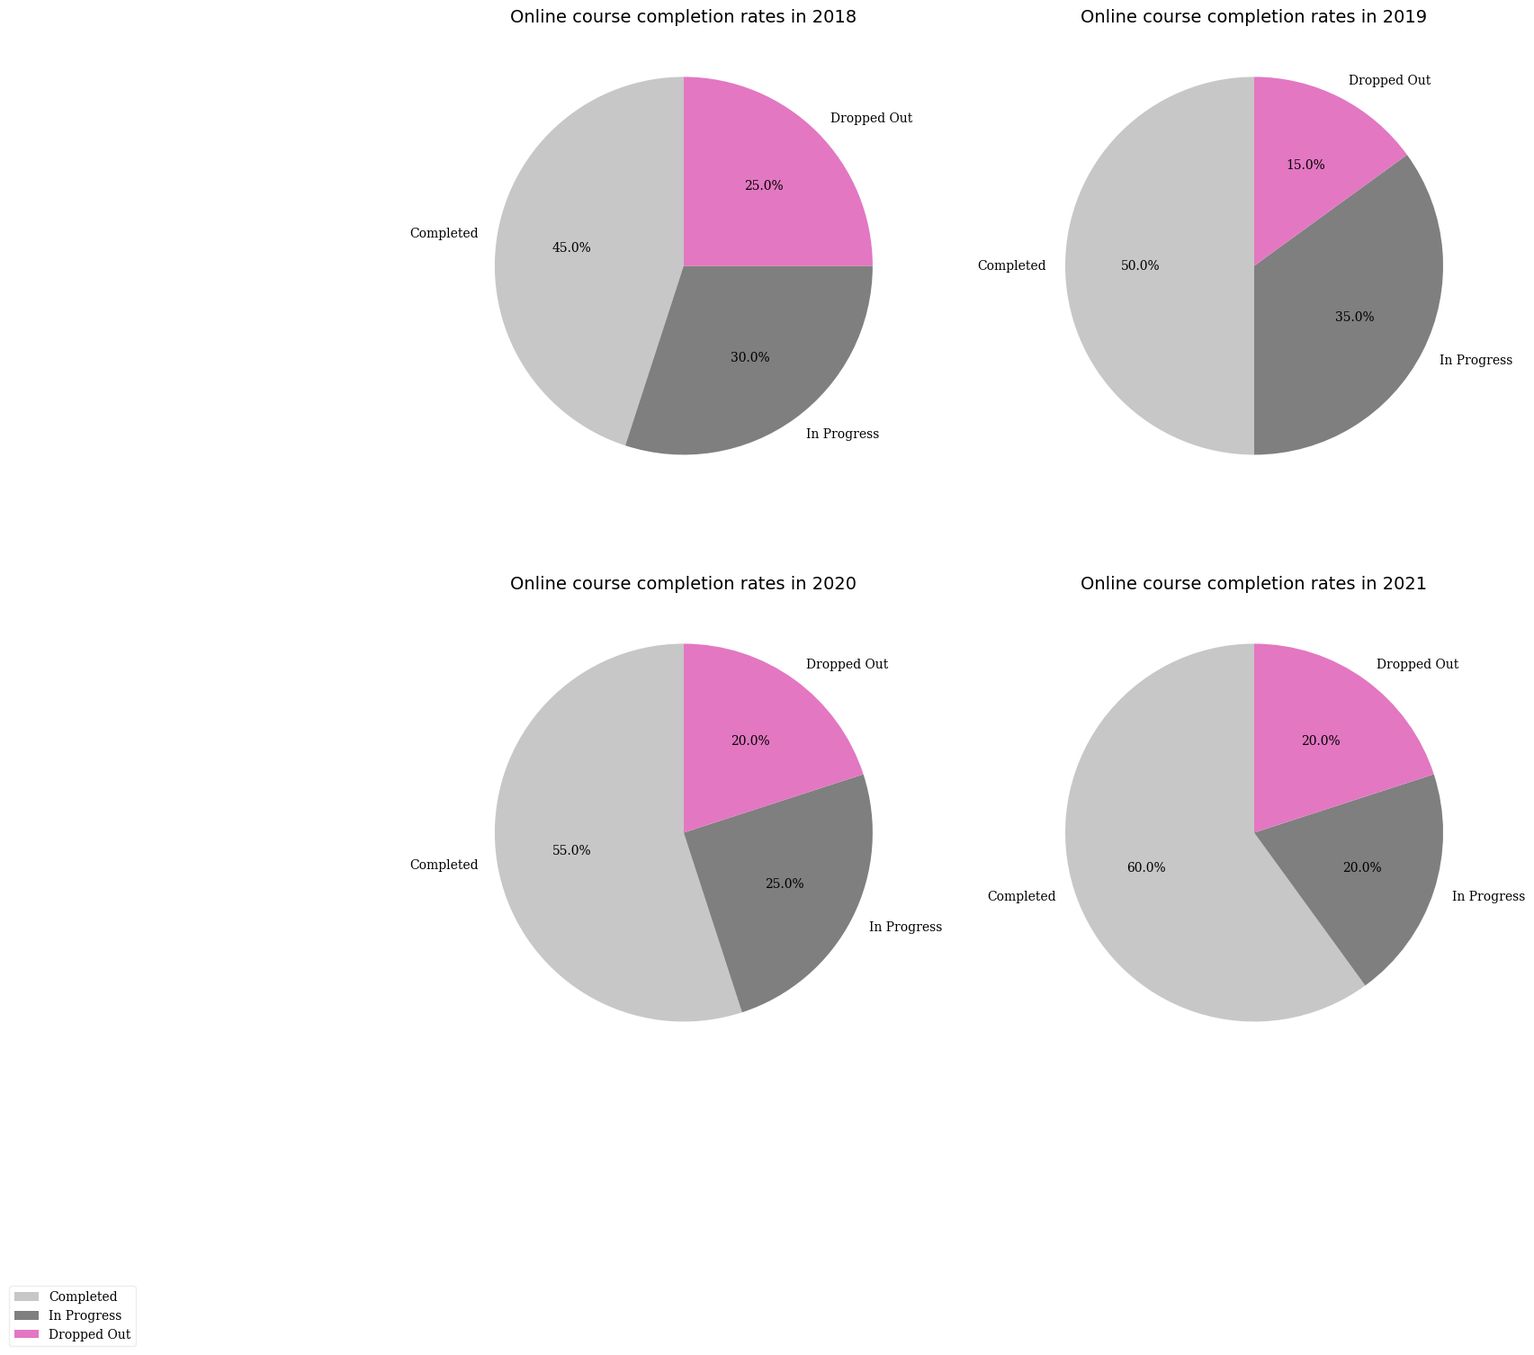 Online course completion rates in 2018
Dropped Out
25.0%
Completed
45.0%
30.0%
In Progress
Online course completion rates in 2019
Dropped Out
15.0%
Completed
50.0%
35.0%
In Progress
Online course completion rates in 2020
Dropped Out
20.0%
55.0%
Completed
25.0%
In Progress
Online course completion rates in 2021
Dropped Out
20.0%
60.0%
20.0%
Completed
In Progress
Completed
In Progress
Dropped Out